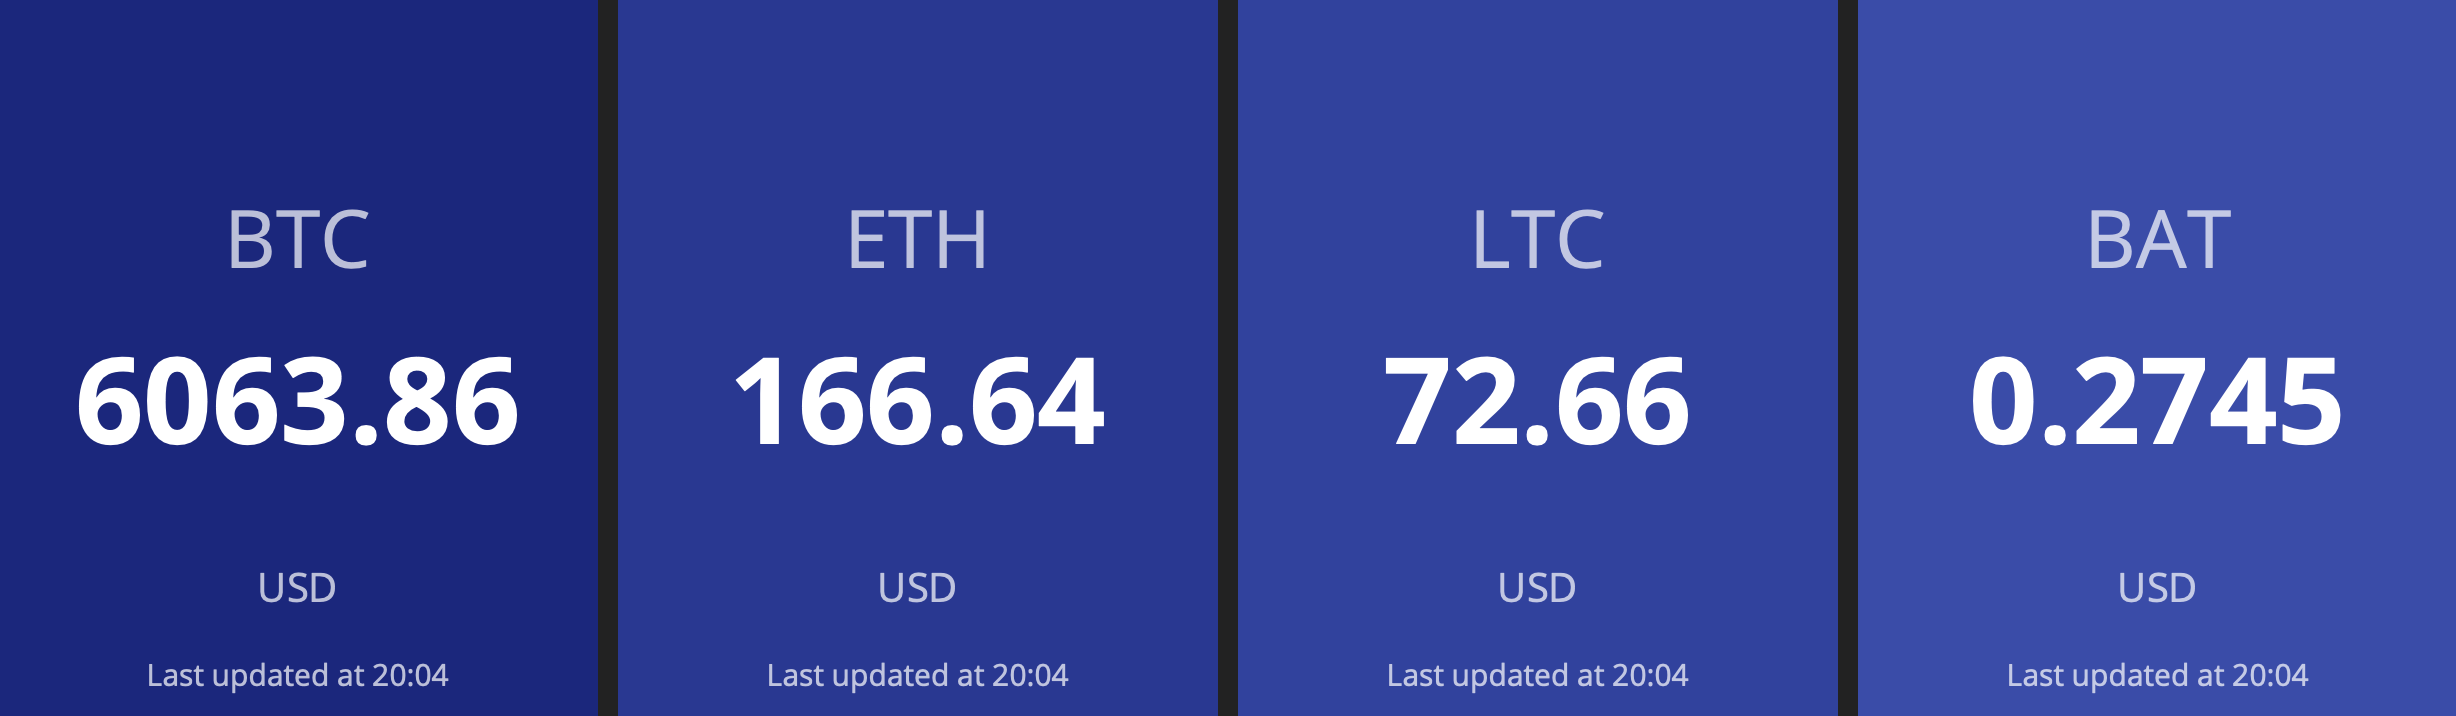 BTC
6063.86
USD
Last updated at 20:04
ETH
166.64
USD
Last updated at 20:04
LTC
72.66
USD
Last updated at 20:04
BAT
0.2745
USD
Last updated at 20:04